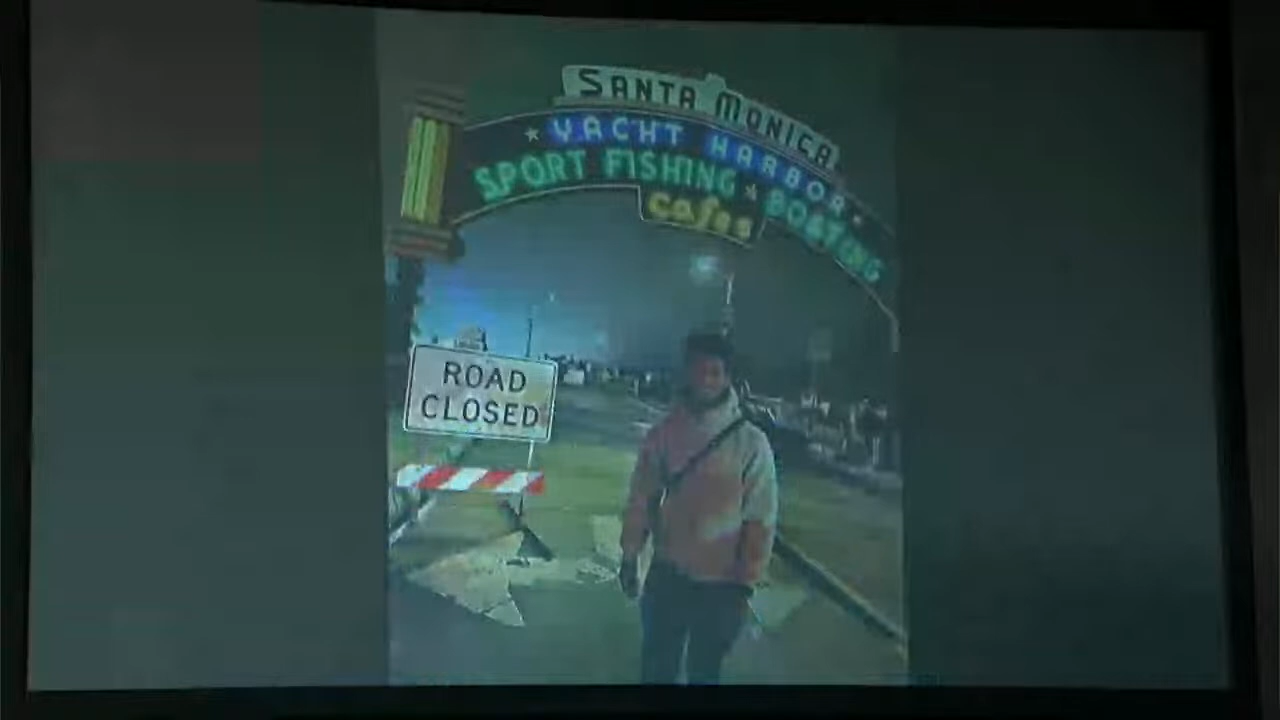 SANTA MONICA
★ YACHT HARBOR ★
SPORT FISHING ★ BOATING
cafes
ROAD
CLOSED